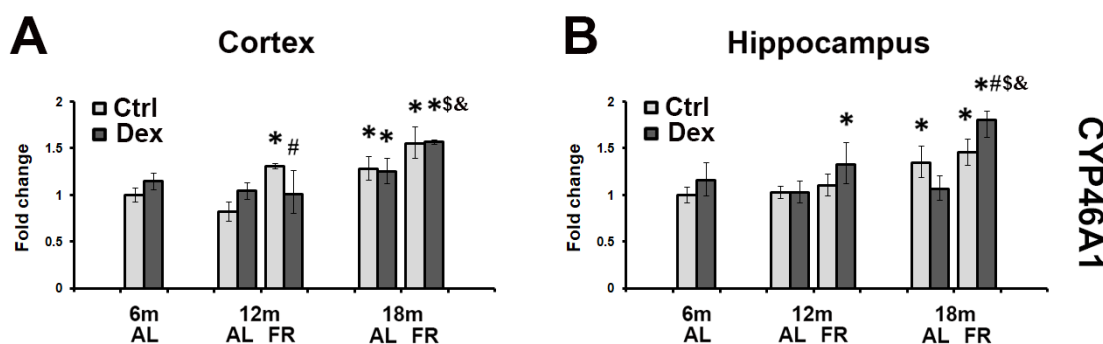 A
Cortex
2
1.5
1
0.5
0
Fold change
Ctrl
Dex
* #
* *
* *$&
6m
12m
18m
AL
AL FR
AL FR
B
Hippocampus
2
1.5
1
0.5
0
Fold change
Ctrl
Dex
*
*
*
*#$&
6m
12m
18m
AL
AL FR
AL FR
CYP46A1